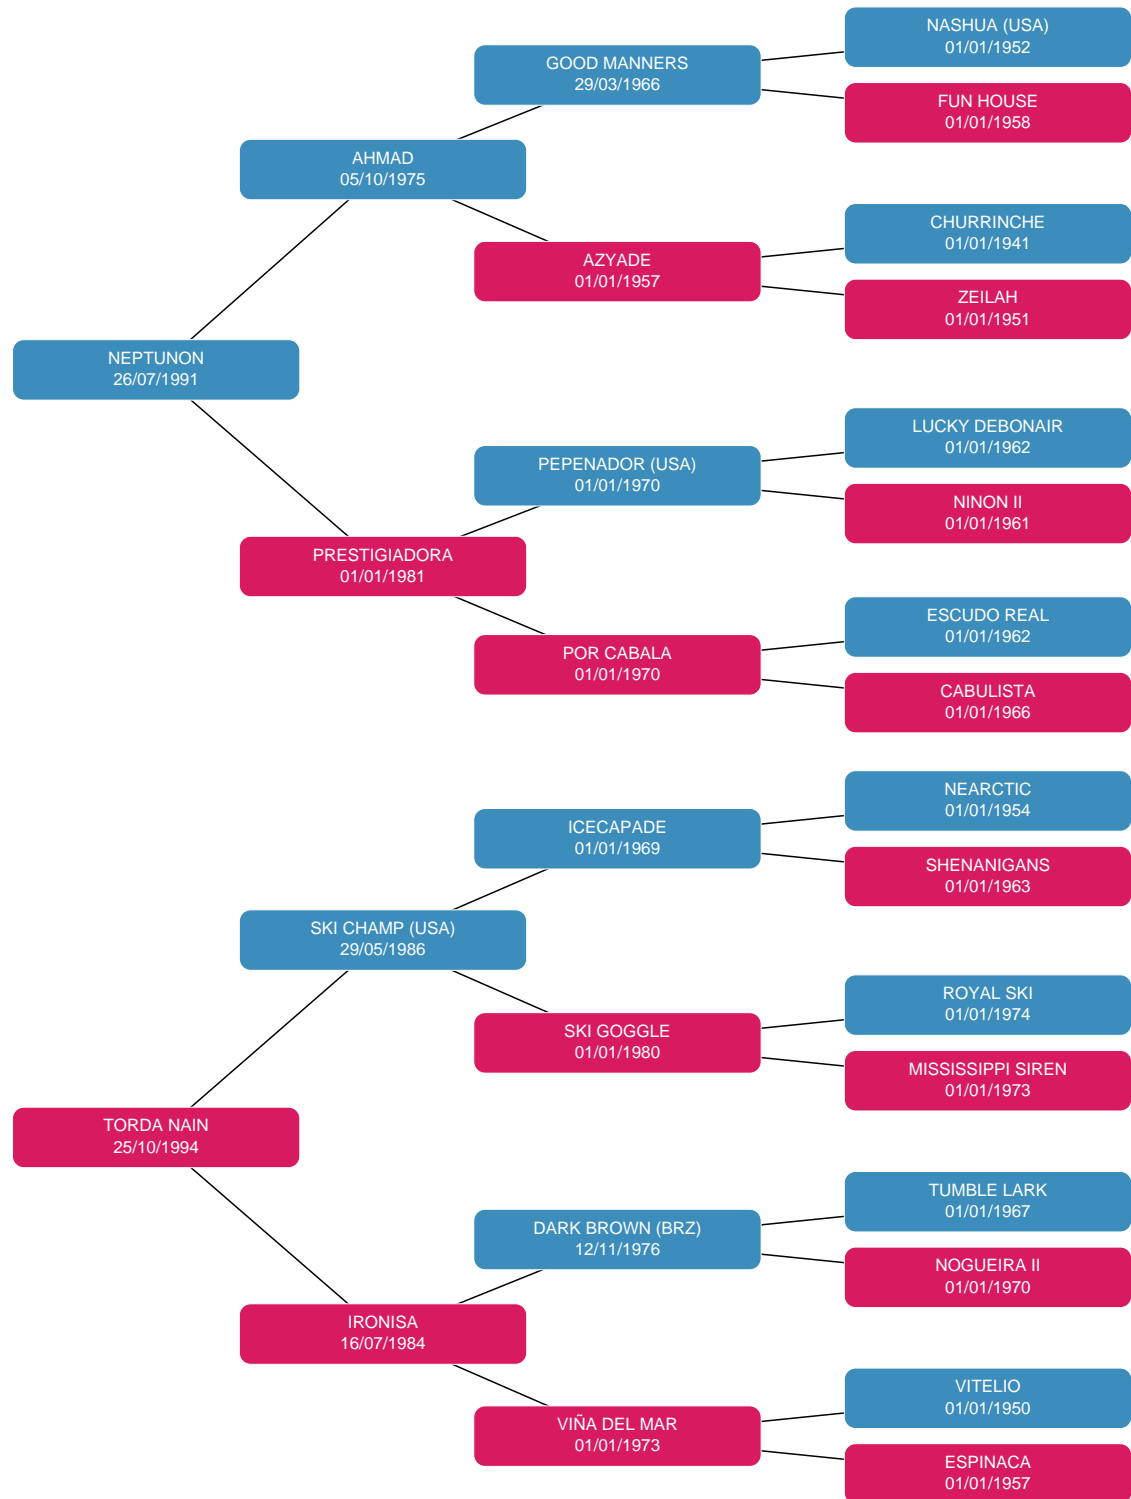 NASHUA (USA)
01/01/1952
GOOD MANNERS
29/03/1966
FUN HOUSE
01/01/1958
AHMAD
05/10/1975
CHURRINCHE
01/01/1941
AZYADE
01/01/1957
ZEILAH
01/01/1951
NEPTUNON
26/07/1991
LUCKY DEBONAIR
01/01/1962
PEPENADOR (USA)
01/01/1970
NINON II
01/01/1961
PRESTIGIADORA
01/01/1981
ESCUDO REAL
01/01/1962
POR CABALA
01/01/1970
CABULISTA
01/01/1966
NEARCTIC
01/01/1954
ICECAPADE
01/01/1969
SHENANIGANS
01/01/1963
SKI CHAMP (USA)
29/05/1986
ROYAL SKI
01/01/1974
SKI GOGGLE
01/01/1980
MISSISSIPPI SIREN
01/01/1973
TORDA NAIN
25/10/1994
TUMBLE LARK
01/01/1967
DARK BROWN (BRZ)
12/11/1976
NOGUEIRA II
01/01/1970
IRONISA
16/07/1984
VITELIO
01/01/1950
VIÑA DEL MAR
01/01/1973
ESPINACA
01/01/1957